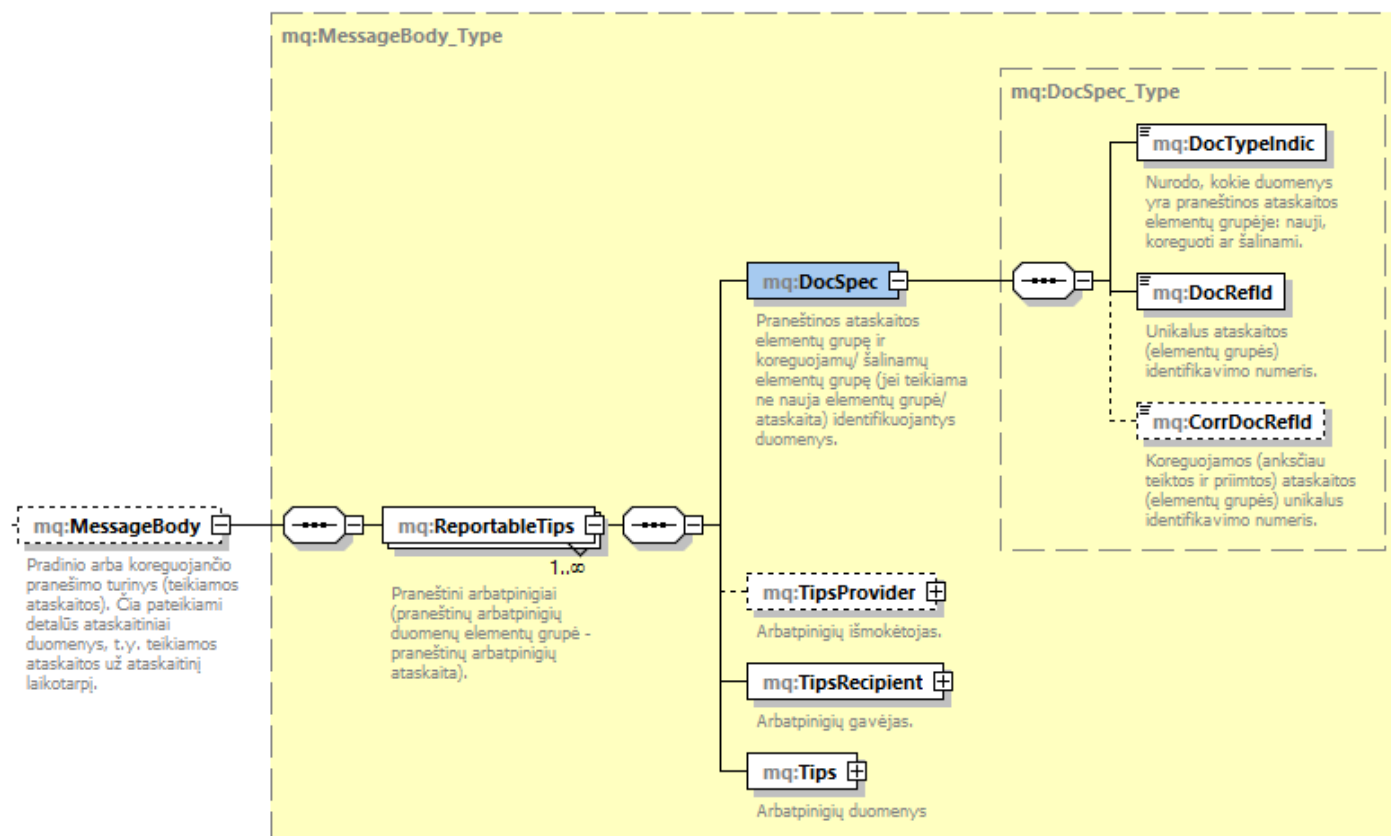 mq:MessageBody_Type
mq:DocSpec_Type
mq:DocTypeIndic
Nurodo, kokie duomenys
yra praneštinos ataskaitos
elementų grupėje: nauji,
koreguoti ar šalinami.
mq:DocSpec
Praneštinos ataskaitos
elementų grupę ir
koreguojamų/ šalinamų
elementų grupę (jei teikiama
ne nauja elementų grupė/
ataskaita) identifikuojantys
duomenys.
mq:DocRefId
Unikalus ataskaitos
(elementų grupės)
identifikavimo numeris.
mq:CorrDocRefId
Koreguojamos (anksčiau
teiktos ir priimtos) ataskaitos
(elementų grupės) unikalus
identifikavimo numeris.
mq:MessageBody
Pradinio arba koreguojančio
pranešimo turinys (teikiamos
ataskaitos). Čia pateikiami
detalūs ataskaitiniai
duomenys, t.y. teikiamos
ataskaitos už ataskaitinį
laikotarpį.
mq:ReportableTips
1..∞
Praneštini arbatpinigiai
(praneštinų arbatpinigių
duomenų elementų grupė -
praneštinų arbatpinigių
ataskaita).
mq:TipsProvider
Arbatpinigių išmokėtojas.
mq:TipsRecipient
Arbatpinigių gavėjas.
mq:Tips
Arbatpinigių duomenys